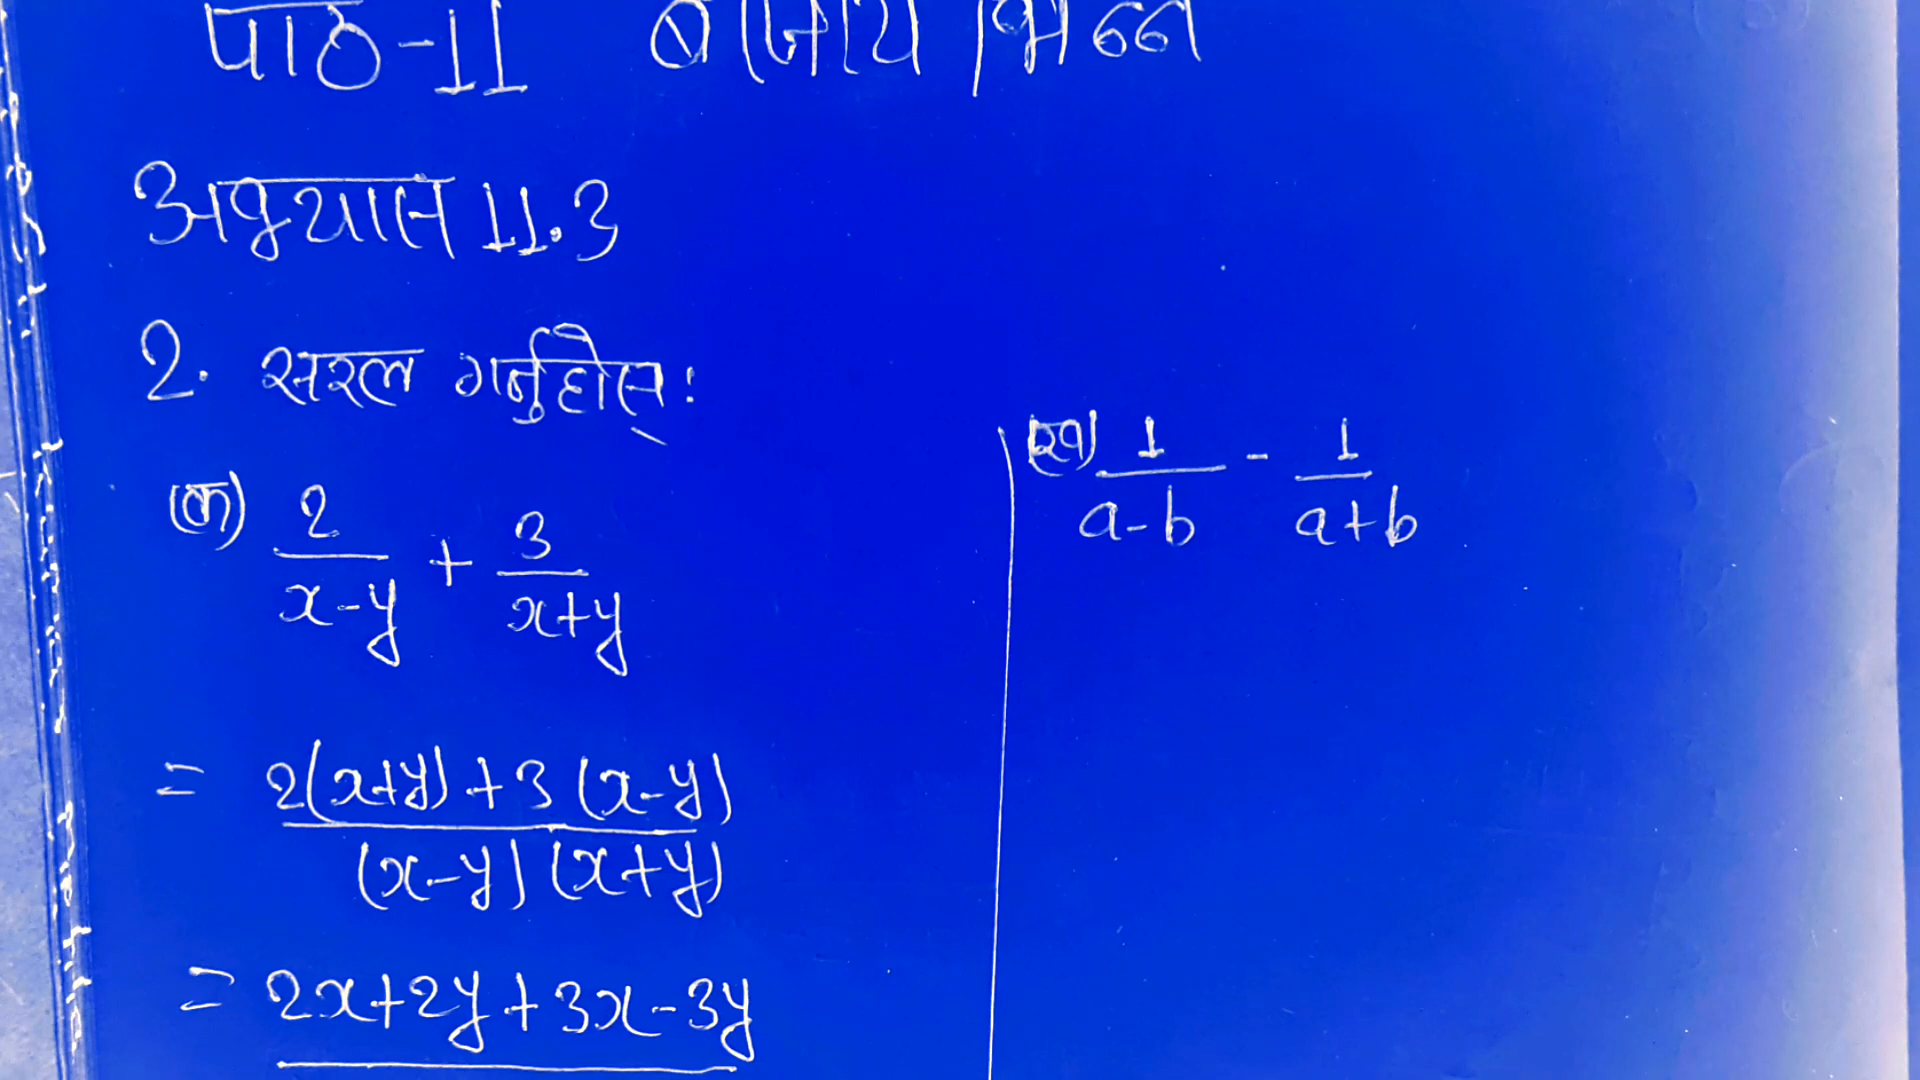 पाठ-11 बीजीय भिन्न
अभ्यास 11.3
2. सरल गर्नुहोस् :
(क) 2/(x-y) + 3/(x+y)
= 2(x+y)+3(x-y)/(x-y)(x+y)
= 2x+2y+3x-3y
(ख) 1/(a-b) - 1/(a+b)